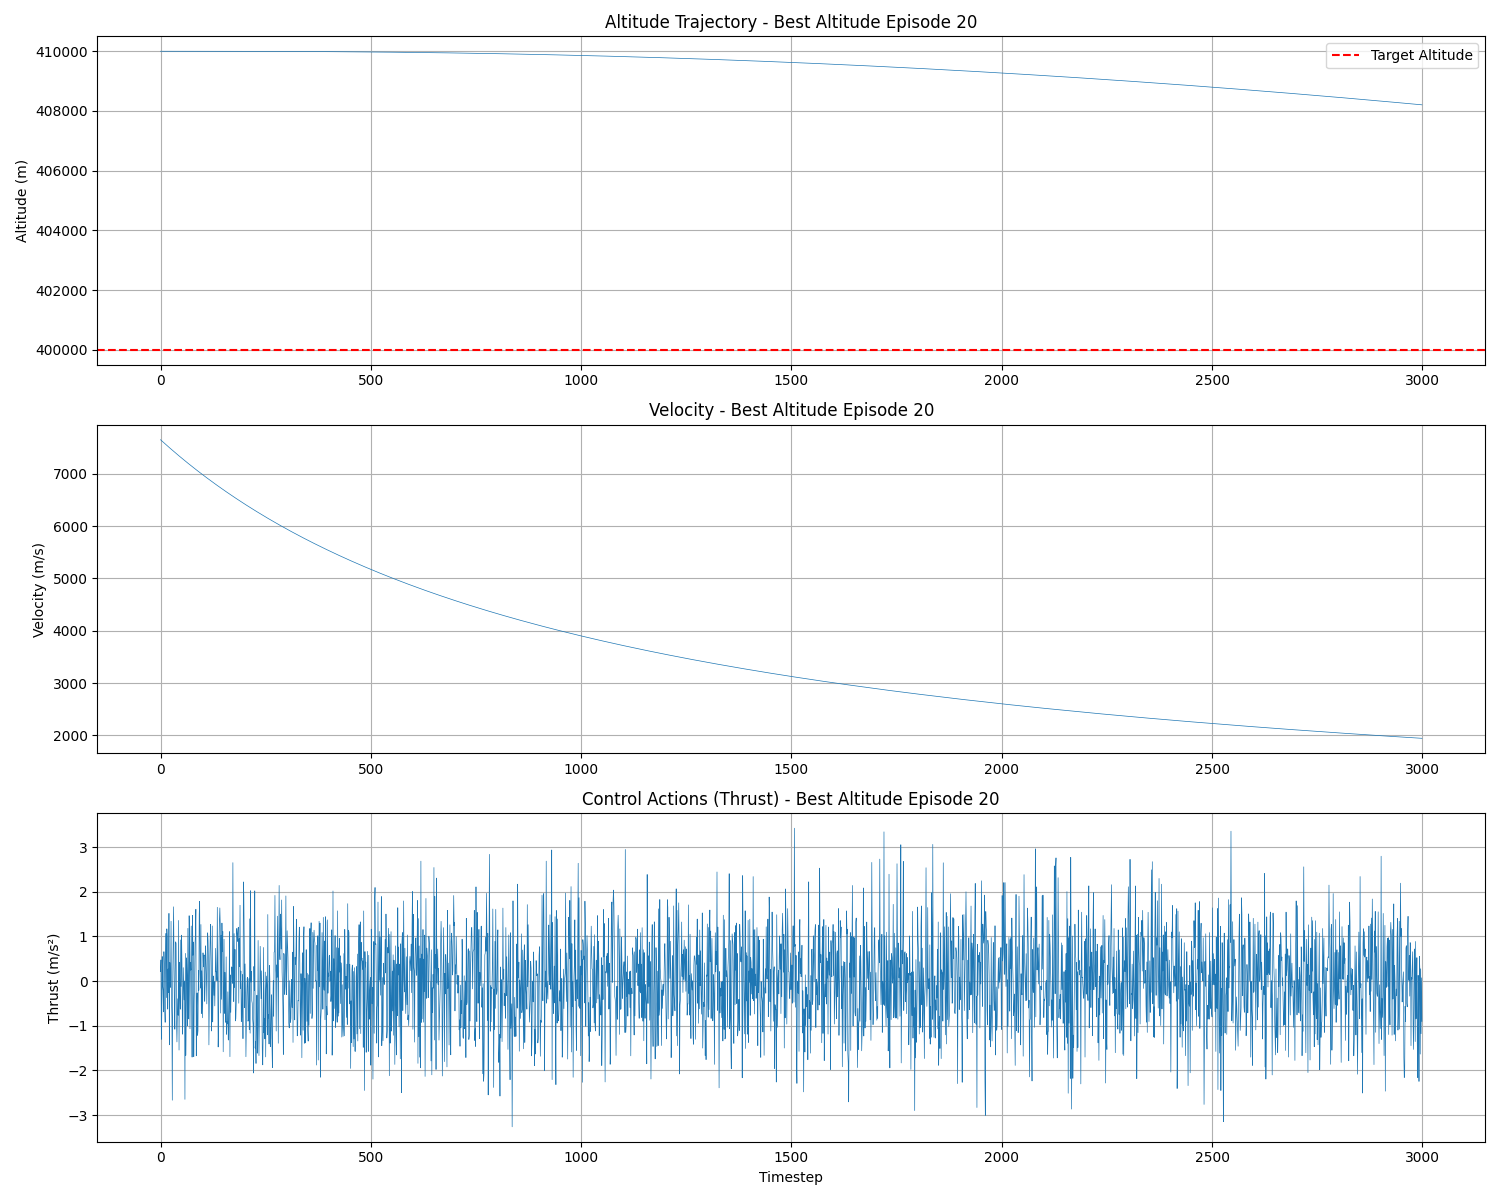 Altitude Trajectory - Best Altitude Episode 20
410000
408000
406000
404000
402000
400000
Altitude (m)
Target Altitude
0 500 1000 1500 2000 2500 3000
Velocity - Best Altitude Episode 20
7000
6000
5000
4000
3000
2000
Velocity (m/s)
0 500 1000 1500 2000 2500 3000
Control Actions (Thrust) - Best Altitude Episode 20
3
2
1
0
−1
−2
−3
Thrust (m/s²)
0 500 1000 1500 2000 2500 3000
Timestep